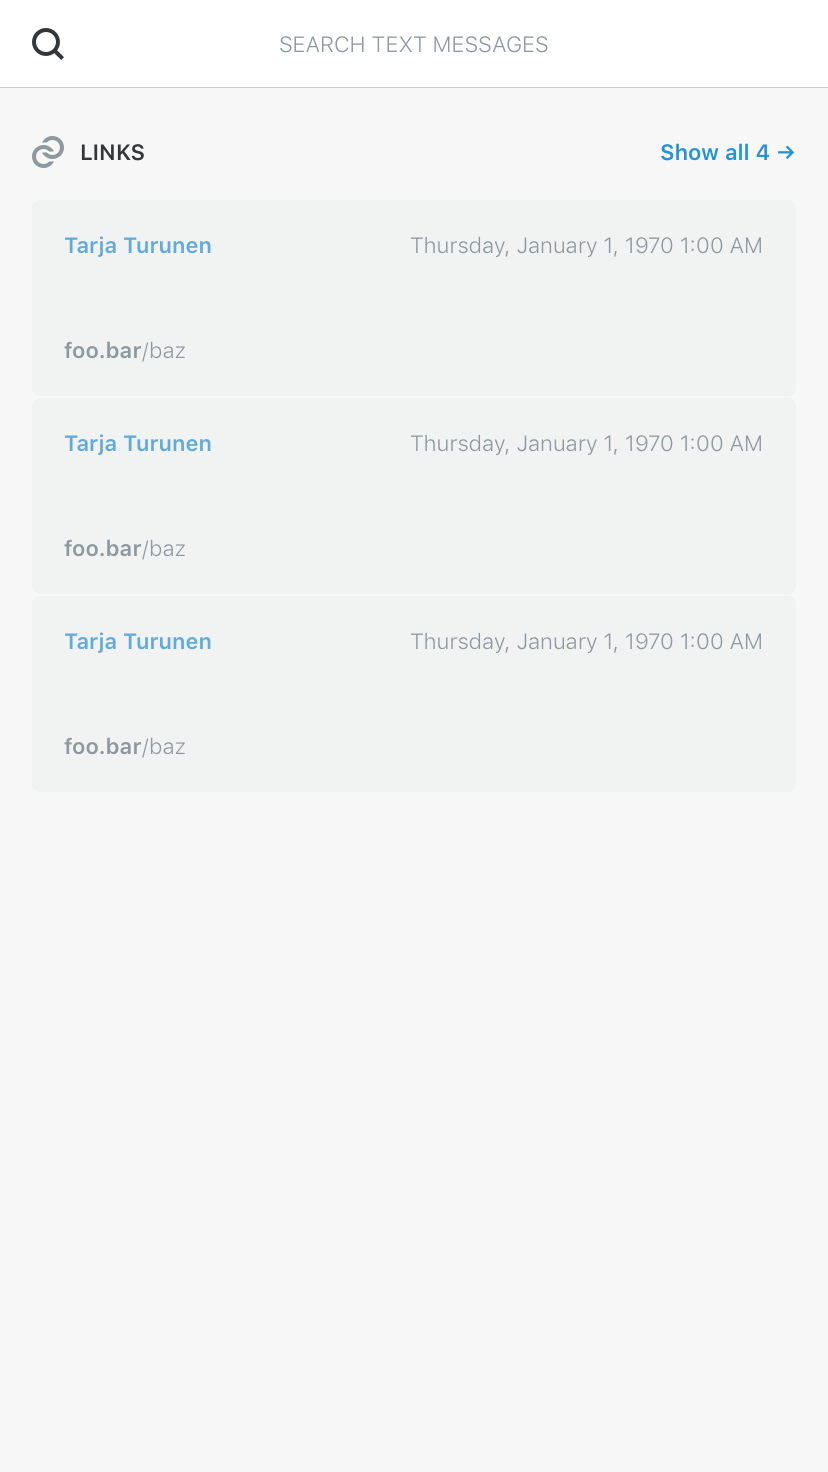 SEARCH TEXT MESSAGES
LINKS Show all 4 →
Tarja Turunen Thursday, January 1, 1970 1:00 AM
foo.bar/baz
Tarja Turunen Thursday, January 1, 1970 1:00 AM
foo.bar/baz
Tarja Turunen Thursday, January 1, 1970 1:00 AM
foo.bar/baz